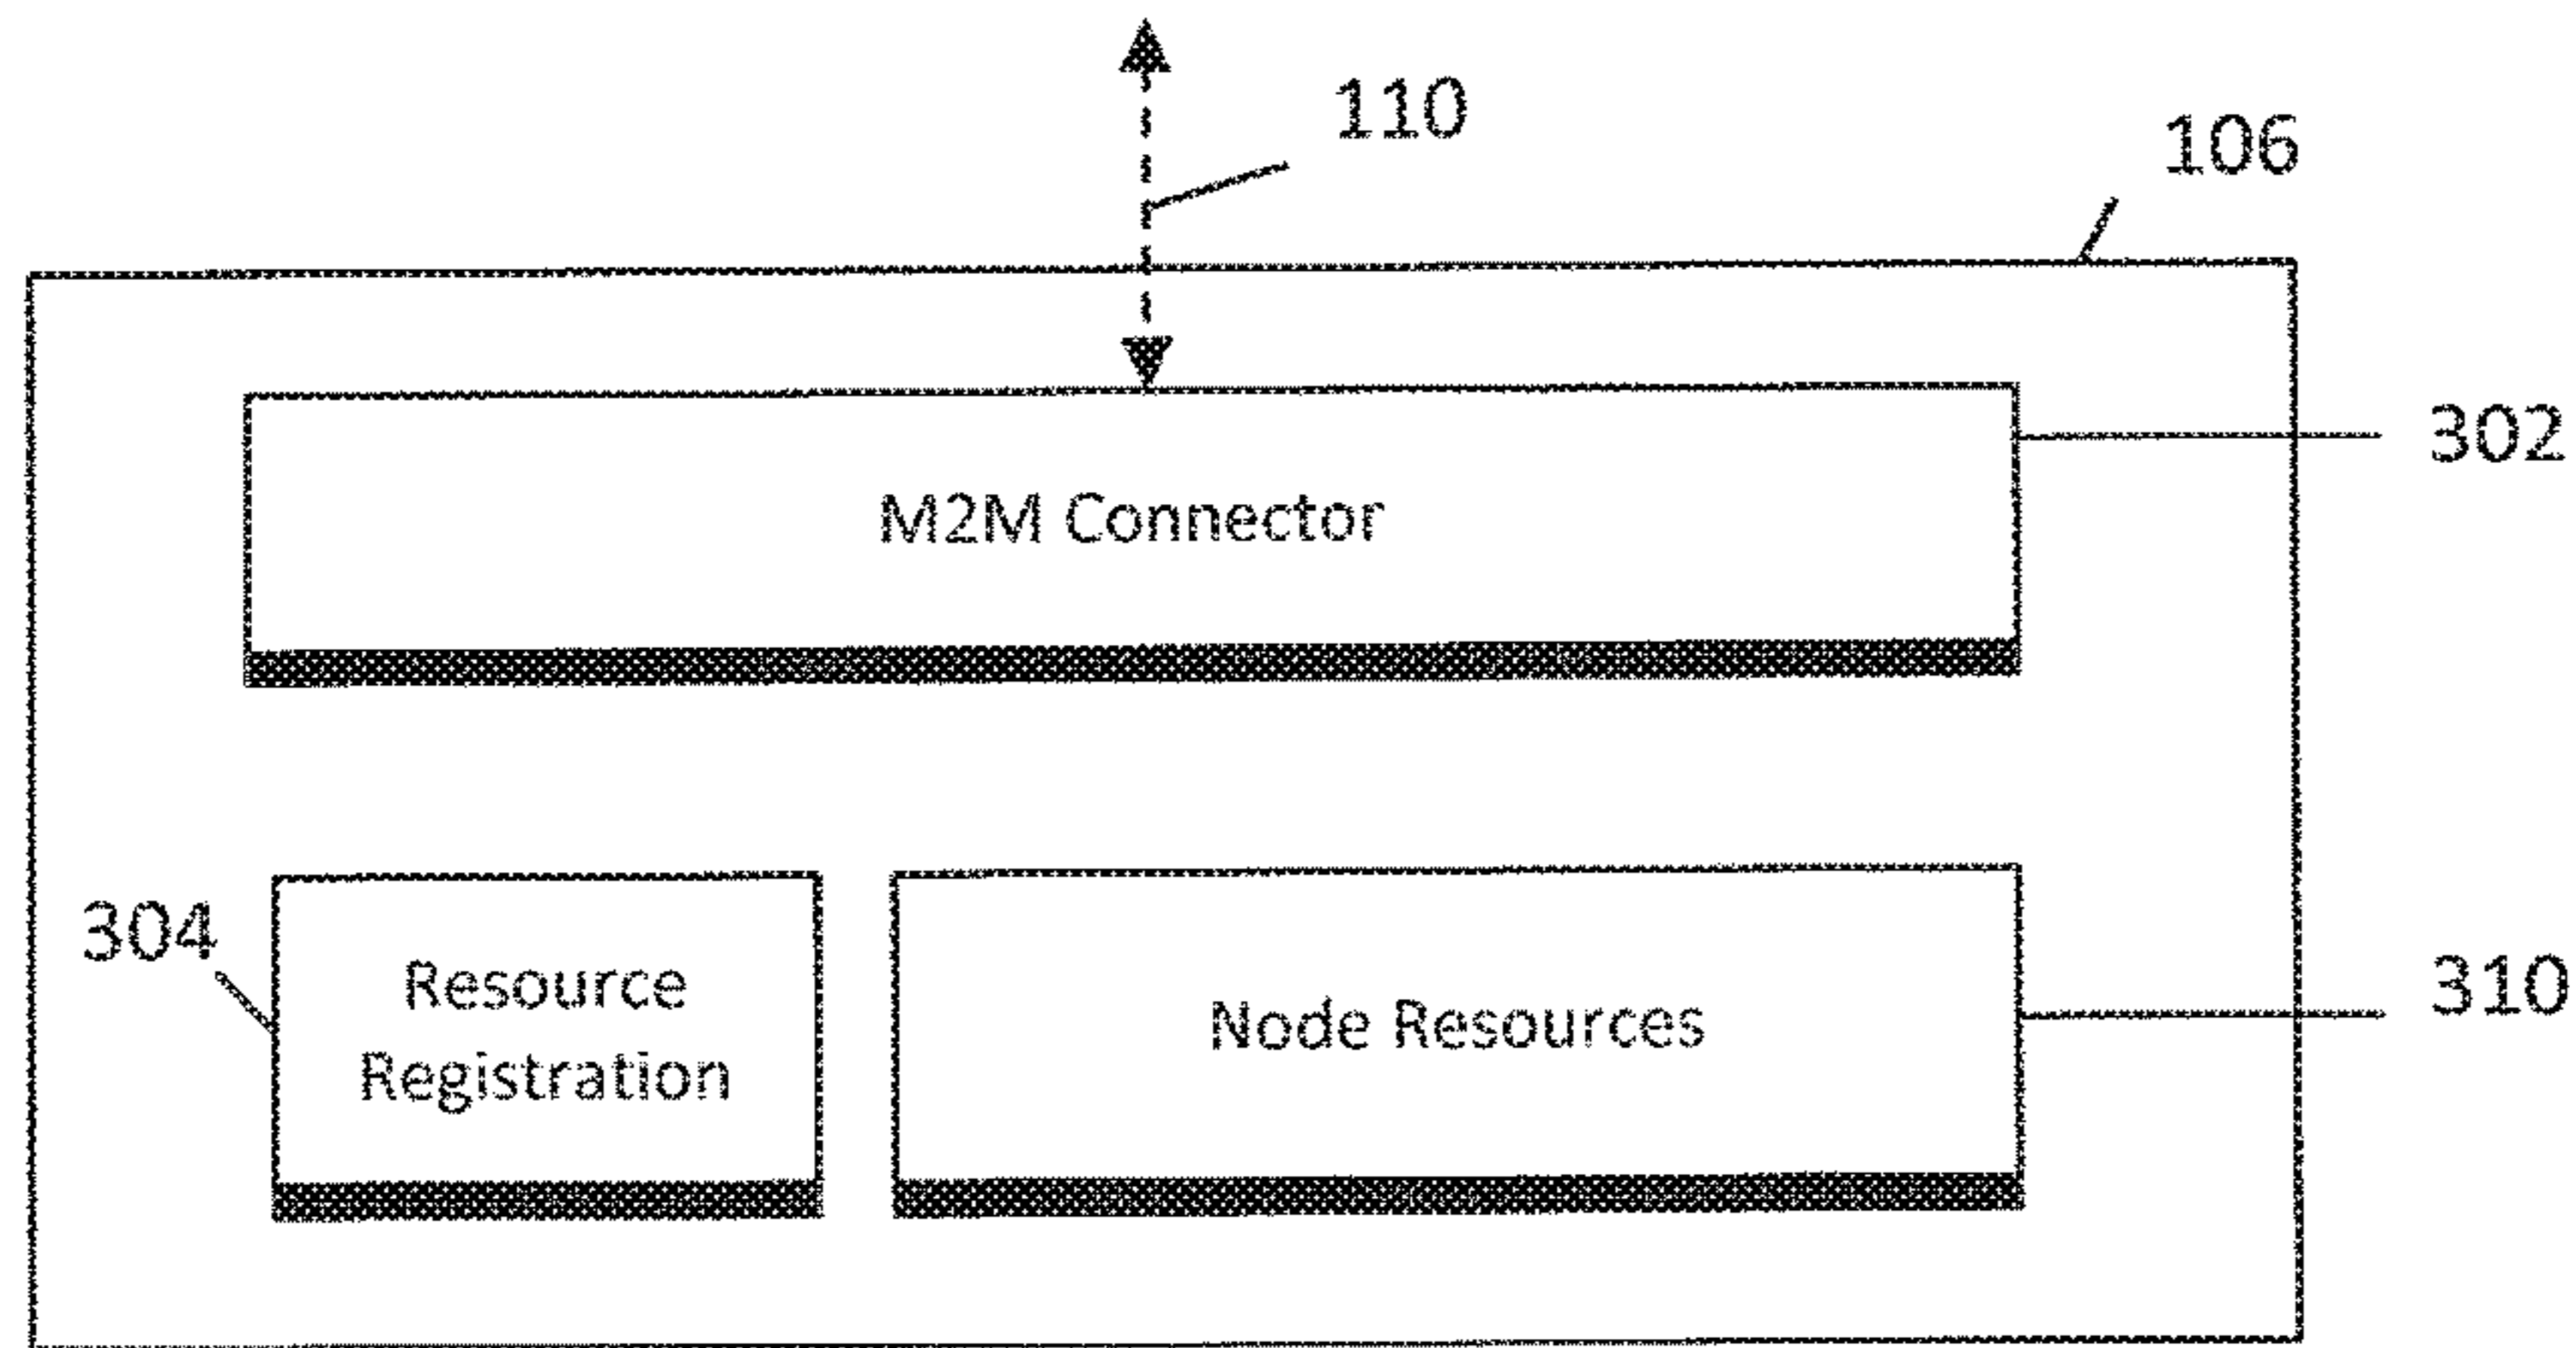 110
106
302
M2M Connector
304
Resource
Registration
Node Resources
310